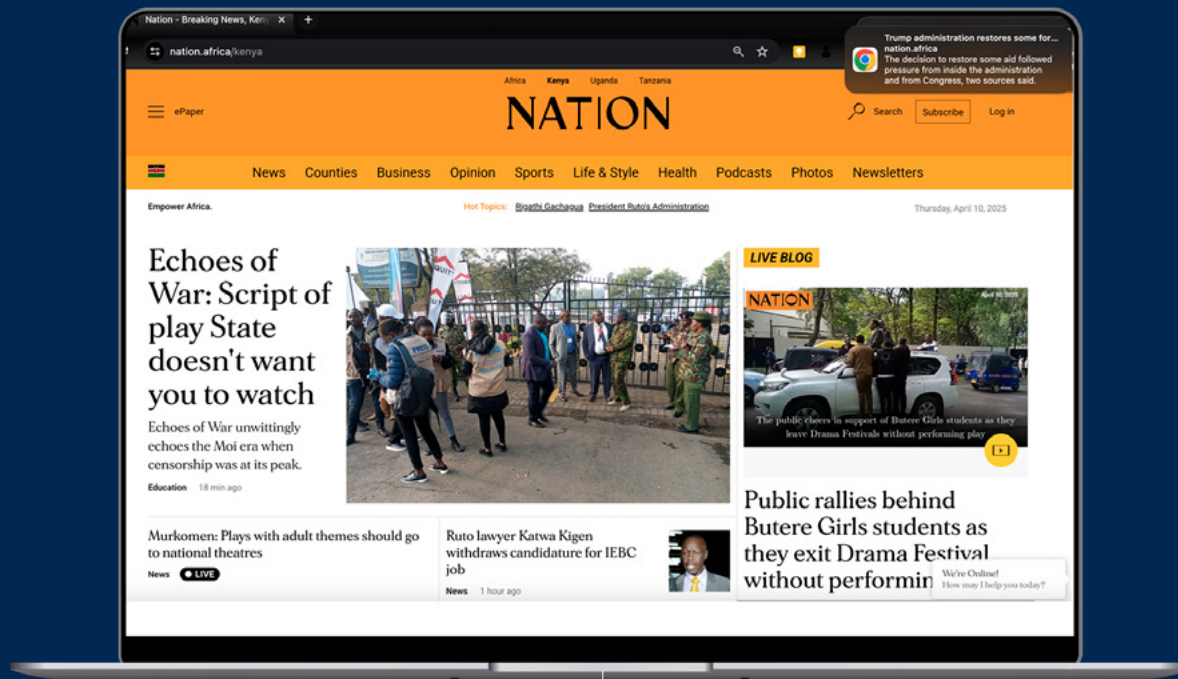 Nation - Breaking News, Ken
nation.africa/kenya
Trump administration restores some for...
nation.africa
The decision to restore some aid followed
pressure from inside the administration
and from Congress, two sources said.
Africa Kenya Uganda Tanzania
ePaper
NATION
Search Subscribe Log in
News Counties Business Opinion Sports Life & Style Health Podcasts Photos Newsletters
Empower Africa.
Hot Topics: Rigathi Gachagua President Ruto's Administration
Thursday, April 10, 2025
Echoes of
War: Script of
play State
doesn't want
you to watch
Echoes of War unwittingly
echoes the Moi era when
censorship was at its peak.
Education 18 min ago
LIVE BLOG
NATION
April 10, 2025
The public cheers in support of Butere Girls students as they
leave Drama Festivals without performing play
Public rallies behind
Butere Girls students as
they exit Drama Festival
without performin
Murkomen: Plays with adult themes should go
to national theatres
News LIVE
Ruto lawyer Katwa Kigen
withdraws candidature for IEBC
job
News 1 hour ago
We're Online!
How may I help you today?